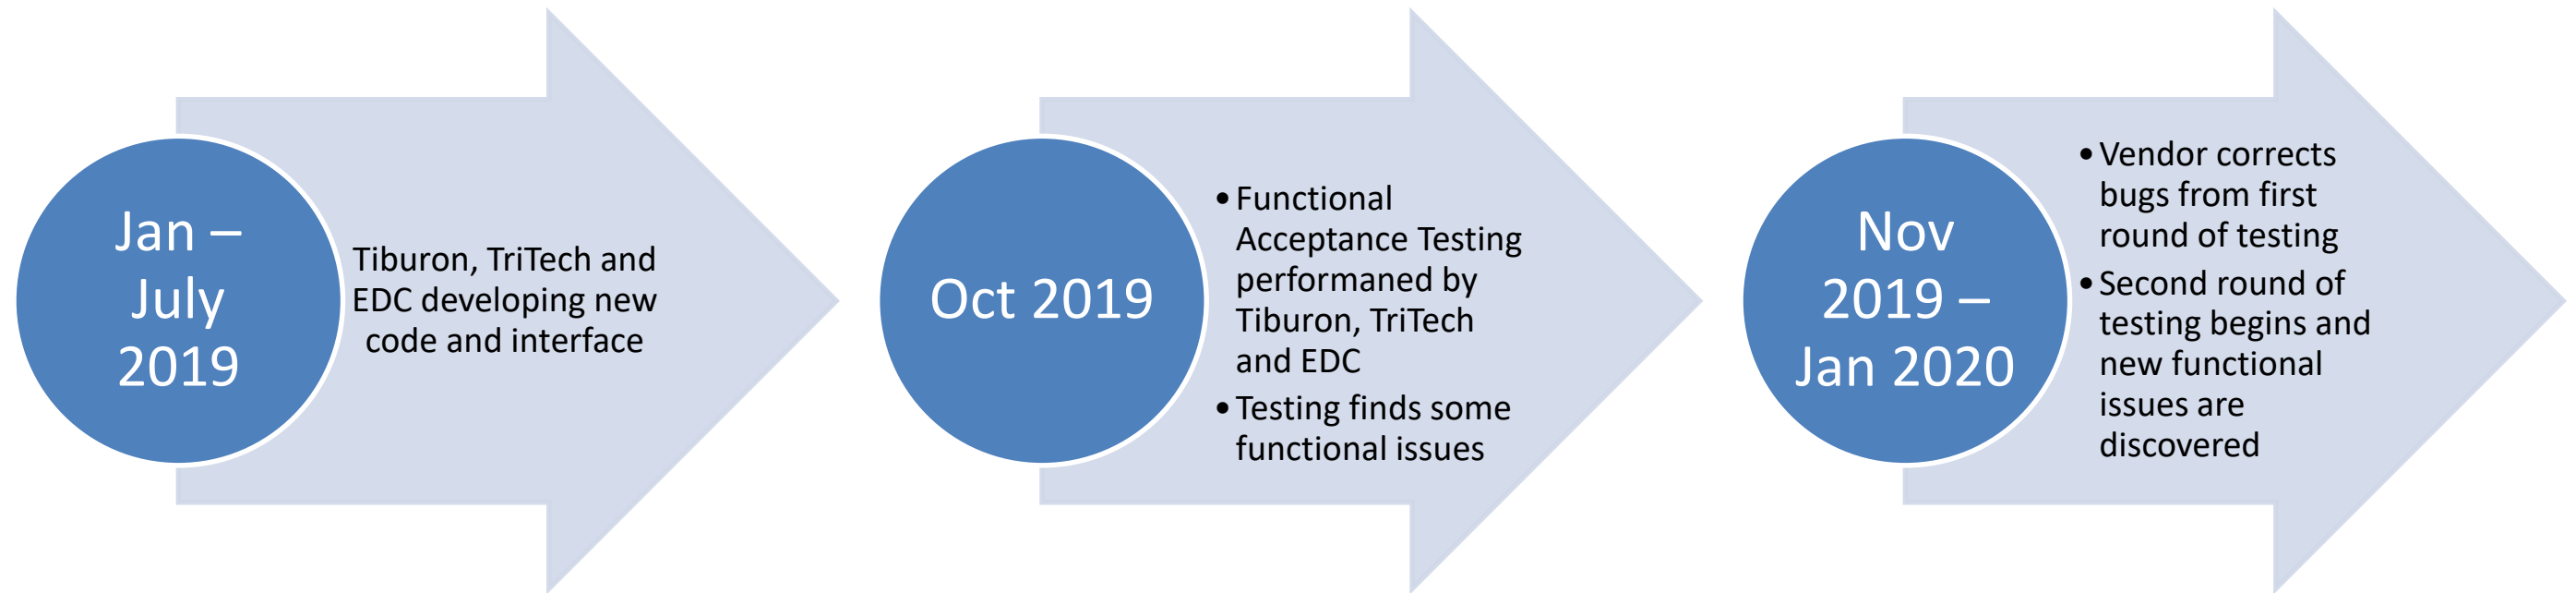 Jan –
July
2019
Tiburon, TriTech and
EDC developing new
code and interface
Oct 2019
•Functional
Acceptance Testing
performaned by
Tiburon, TriTech
and EDC
•Testing finds some
functional issues
Nov
2019 –
Jan 2020
•Vendor corrects
bugs from first
round of testing
•Second round of
testing begins and
new functional
issues are
discovered